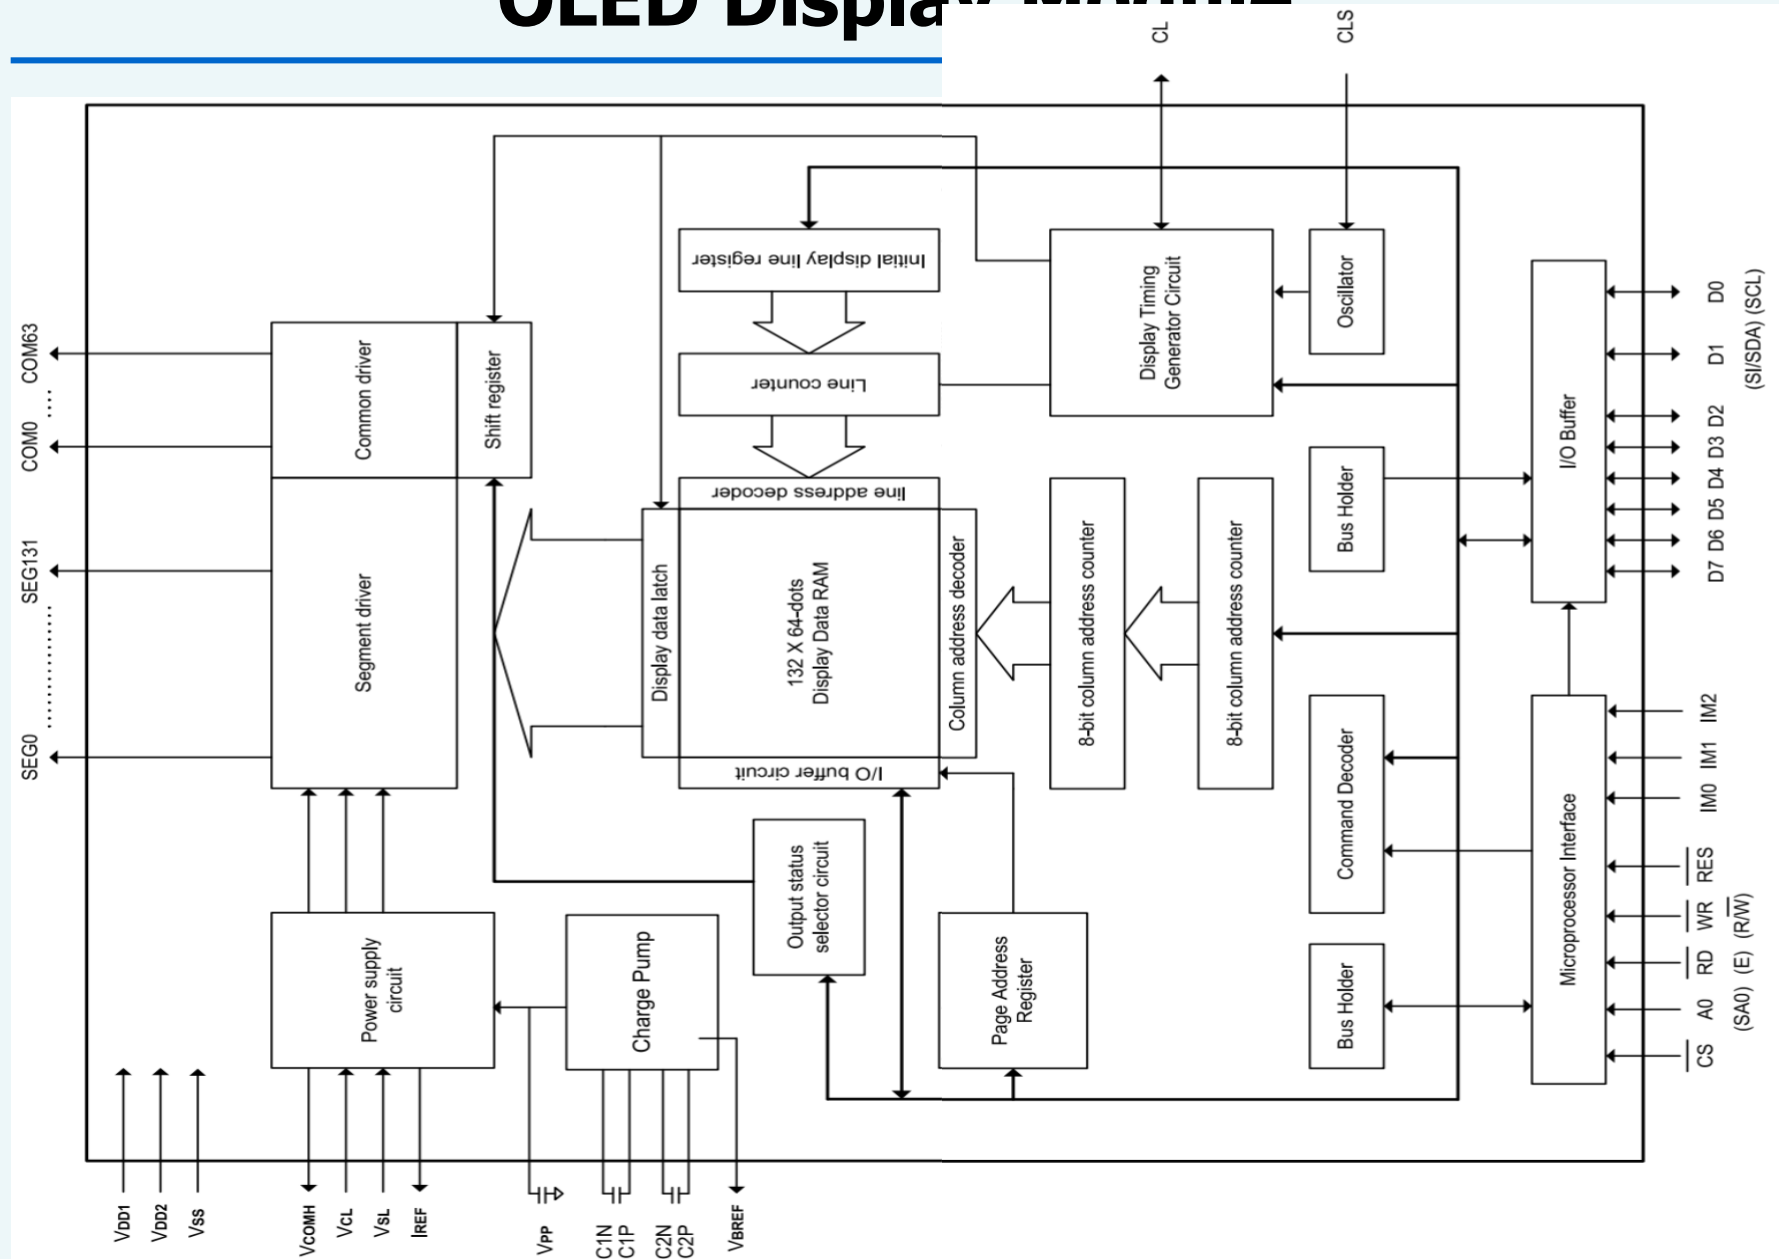 OLED Display Module
CL
CLS
COM63
COM0
SEG131
SEG0
Common driver
Shift register
Segment driver
Initial display line register
Line counter
line address decoder
Display data latch
132 X 64-dots
Display Data RAM
Column address decoder
I/O buffer circuit
Display Timing
Generator Circuit
Oscillator
8-bit column address counter
8-bit column address counter
Bus Holder
I/O Buffer
Command Decoder
Microprocessor Interface
Bus Holder
Output status
selector circuit
Page Address
Register
Power supply
circuit
Charge Pump
D0
(SCL)
D1
(SI/SDA)
D2
D3
D4
D5
D6
D7
IM2
IM1
IM0
RES
WR
(R/W)
RD
(E)
A0
(SA0)
CS
VDD1
VDD2
VSS
VCOMH
VCL
VSL
IREF
VPP
C1N
C1P
C2N
C2P
VBREF